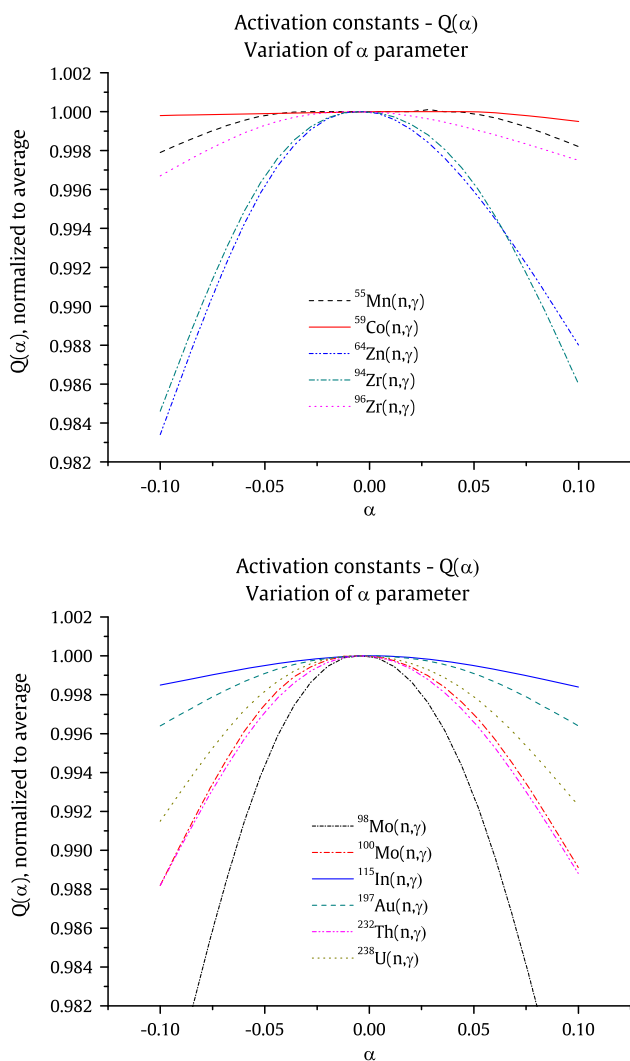 Activation constants - Q(α)
Variation of α parameter
Q(α), normalized to average
1.002
1.000
0.998
0.996
0.994
0.992
0.990
0.988
0.986
0.984
0.982
⁵⁵Mn(n,γ)
⁵⁹Co(n,γ)
⁶⁴Zn(n,γ)
⁹⁴Zr(n,γ)
⁹⁶Zr(n,γ)
-0.10 -0.05 0.00 0.05 0.10
α
Activation constants - Q(α)
Variation of α parameter
Q(α), normalized to average
1.002
1.000
0.998
0.996
0.994
0.992
0.990
0.988
0.986
0.984
0.982
⁹⁸Mo(n,γ)
¹⁰⁰Mo(n,γ)
¹¹⁵In(n,γ)
¹⁹⁷Au(n,γ)
²³²Th(n,γ)
²³⁸U(n,γ)
-0.10 -0.05 0.00 0.05 0.10
α